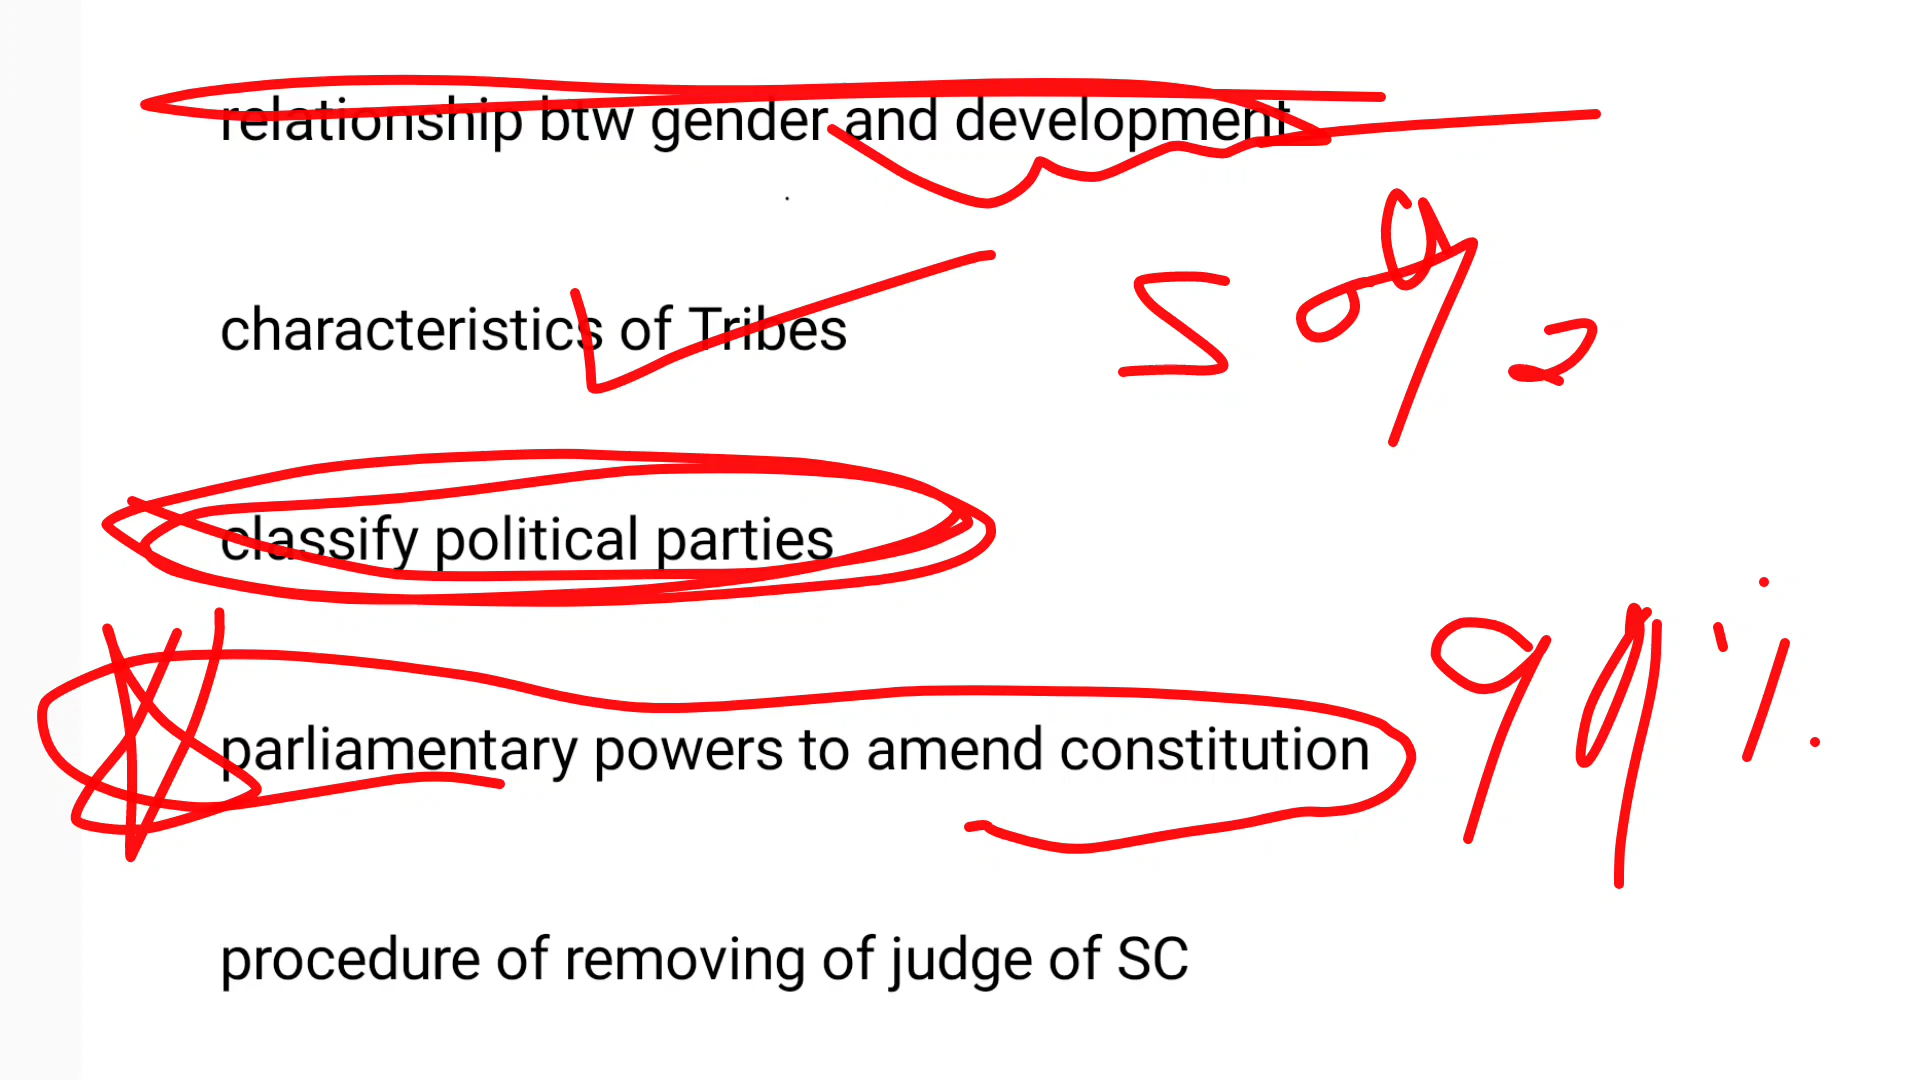 relationship btw gender and development
characteristics of Tribes
50%
classify political parties
parliamentary powers to amend constitution
99%
procedure of removing of judge of SC